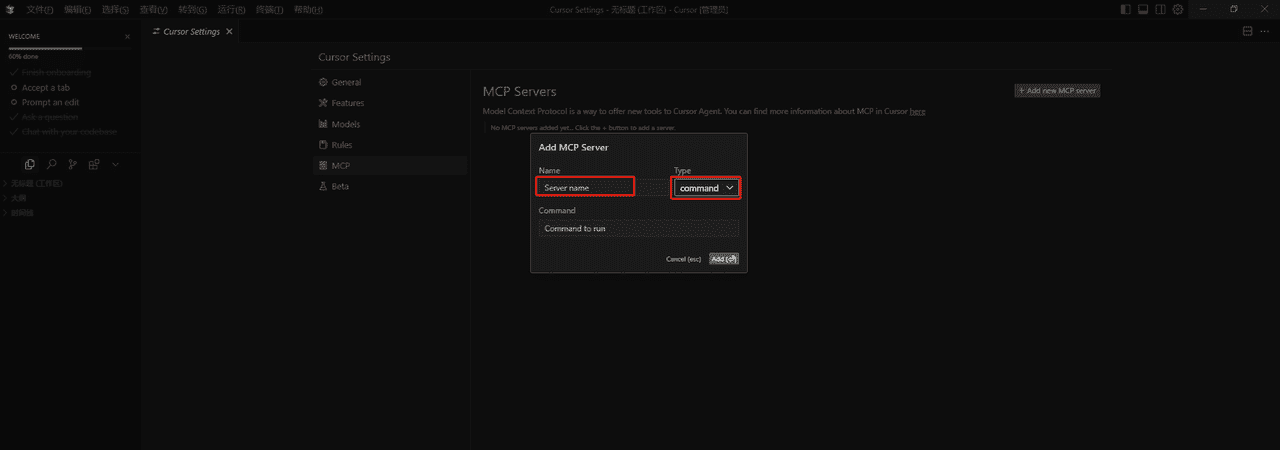 文件(F) 编辑(E) 选择(S) 查看(V) 转到(G) 运行(R) 终端(T) 帮助(H)
Cursor Settings - 无标题 (工作区) - Cursor [管理员]
WELCOME
60% done
Finish onboarding
Accept a tab
Prompt an edit
Ask a question
Chat with your codebase
无标题 (工作区)
大纲
时间线
Cursor Settings
Cursor Settings
General
Features
Models
Rules
MCP
Beta
MCP Servers
+ Add new MCP server
Model Context Protocol is a way to offer new tools to Cursor Agent. You can find more information about MCP in Cursor here
No MCP servers added yet... Click the + button to add a server.
Add MCP Server
Name
Type
Server name
command
Command
Command to run
Cancel (esc)
Add